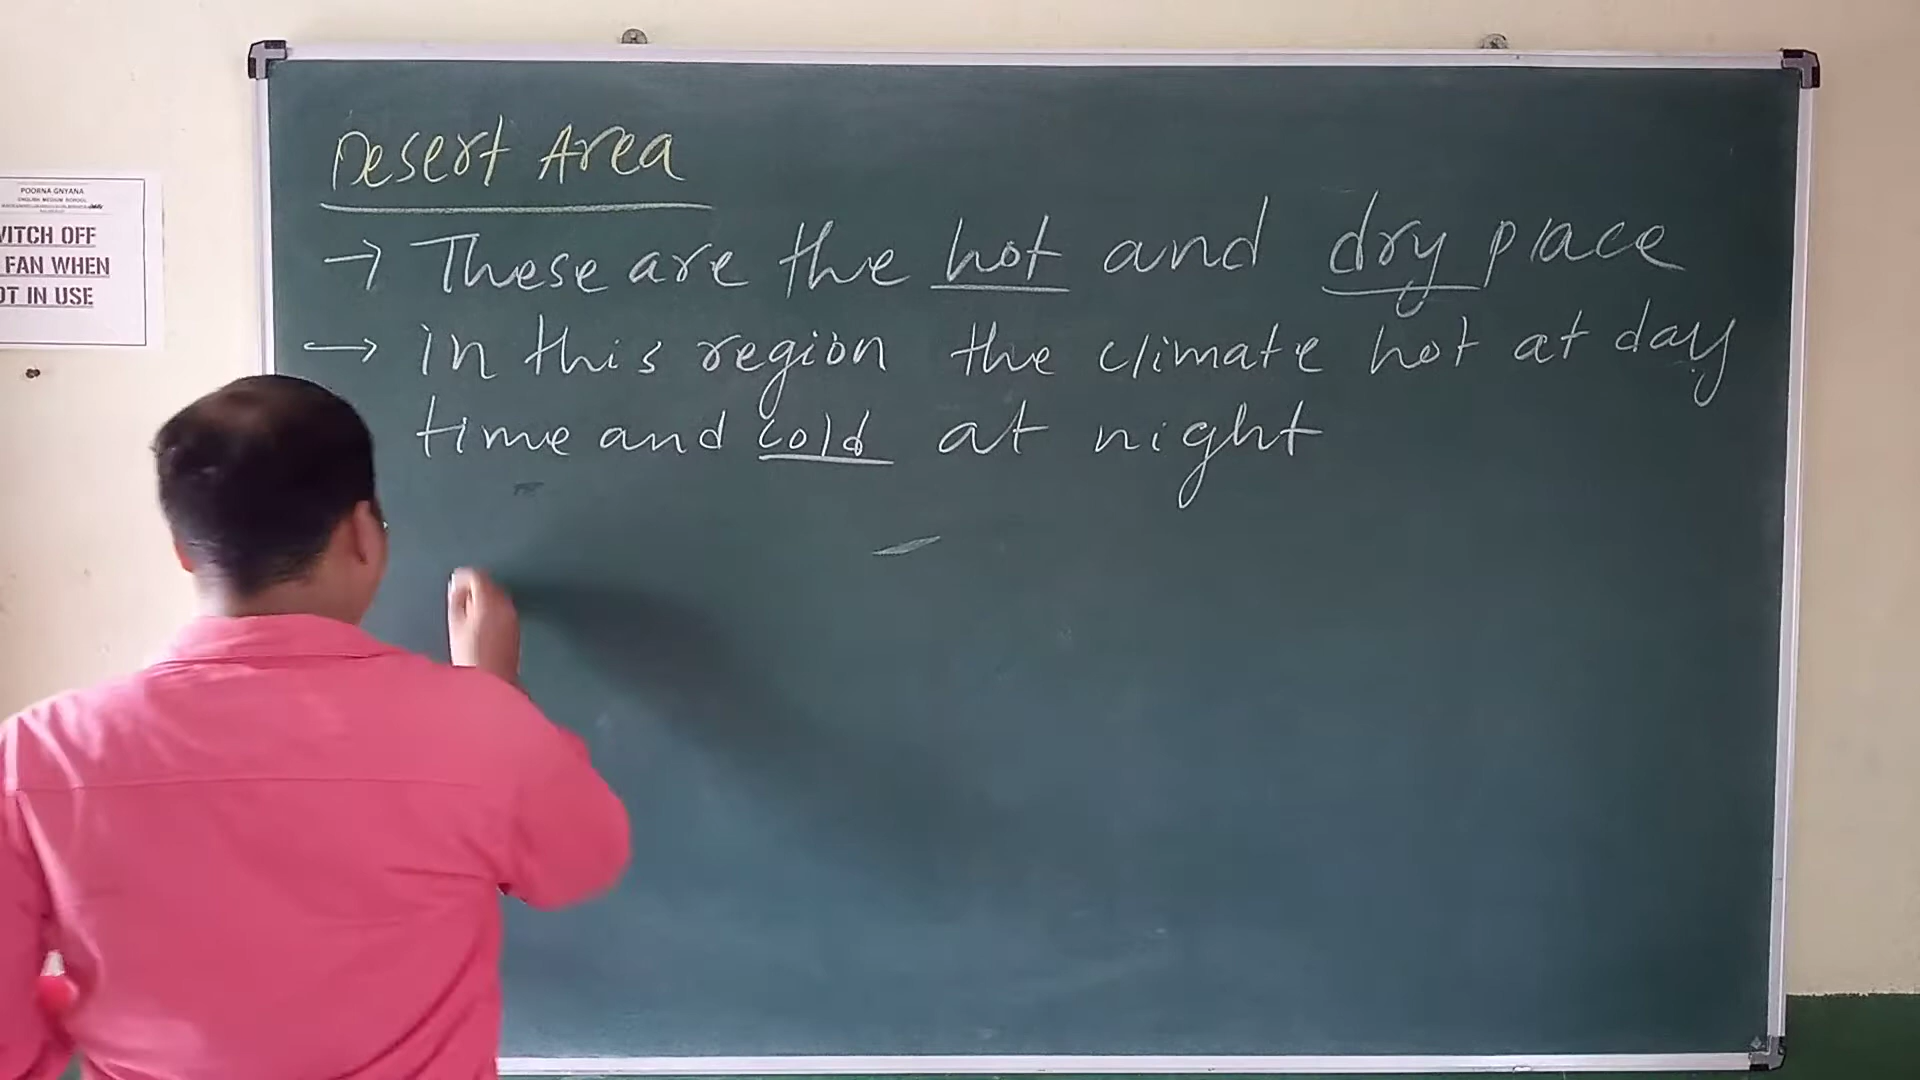 Desert Area
→ These are the hot and dry place
→ In this region the climate hot at day
time and cold at night
POORNA GNYANA
ENGLISH MEDIUM SCHOOL
WITCH OFF
FAN WHEN
OT IN USE